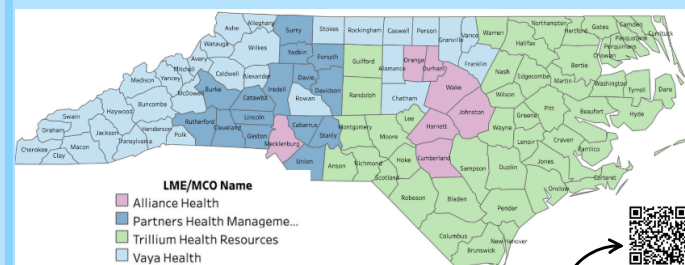 Ashe
Alleghany
Surry
Stokes
Rockingham
Caswell
Person
Granville
Vance
Warren
Northampton
Hertford
Gates
Camden
Currituck
Pasquotank
Perquimans
Chowan
Watauga
Wilkes
Yadkin
Forsyth
Guilford
Alamance
Orange
Durham
Franklin
Halifax
Bertie
Avery
Mitchell
Caldwell
Alexander
Davie
Nash
Edgecombe
Martin
Washington
Tyrrell
Dare
Madison
Yancey
McDowell
Burke
Catawba
Iredell
Davidson
Rowan
Randolph
Chatham
Wake
Wilson
Pitt
Beaufort
Hyde
Swain
Haywood
Buncombe
Rutherford
Cleveland
Lincoln
Gaston
Cabarrus
Stanly
Montgomery
Moore
Lee
Harnett
Johnston
Greene
Wayne
Lenoir
Craven
Pamlico
Graham
Cherokee
Clay
Macon
Jackson
Transylvania
Henderson
Polk
Mecklenburg
Union
Anson
Richmond
Scotland
Hoke
Cumberland
Sampson
Duplin
Jones
Carteret
Onslow
Robeson
Bladen
Pender
Columbus
Brunswick
New Hanover
LME/MCO Name
Alliance Health
Partners Health Manageme...
Trillium Health Resources
Vaya Health